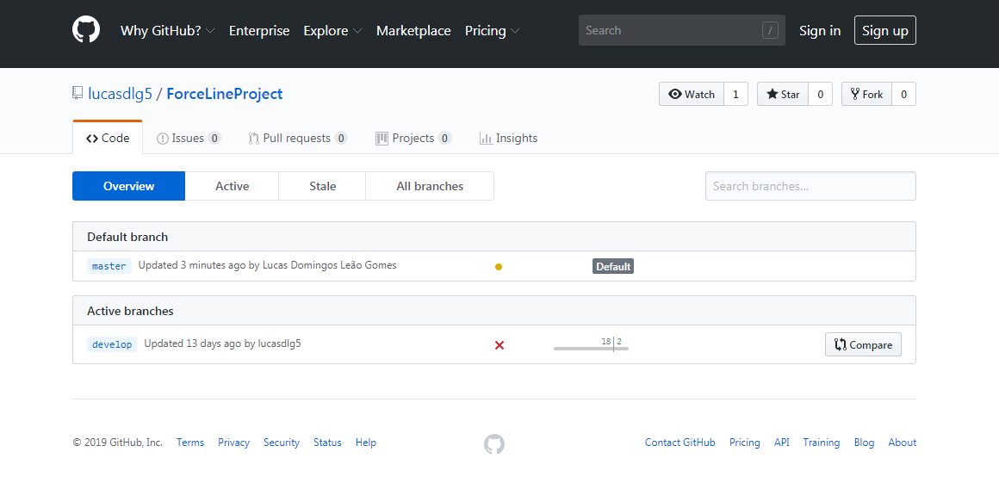 Why GitHub? Enterprise Explore Marketplace Pricing Search / Sign in Sign up
lucasdlg5 / ForceLineProject Watch 1 Star 0 Fork 0
Code Issues 0 Pull requests 0 Projects 0 Insights
Overview Active Stale All branches Search branches...
Default branch
master Updated 3 minutes ago by Lucas Domingos Leão Gomes Default
Active branches
develop Updated 13 days ago by lucasdlg5 18 2 Compare
© 2019 GitHub, Inc. Terms Privacy Security Status Help Contact GitHub Pricing API Training Blog About